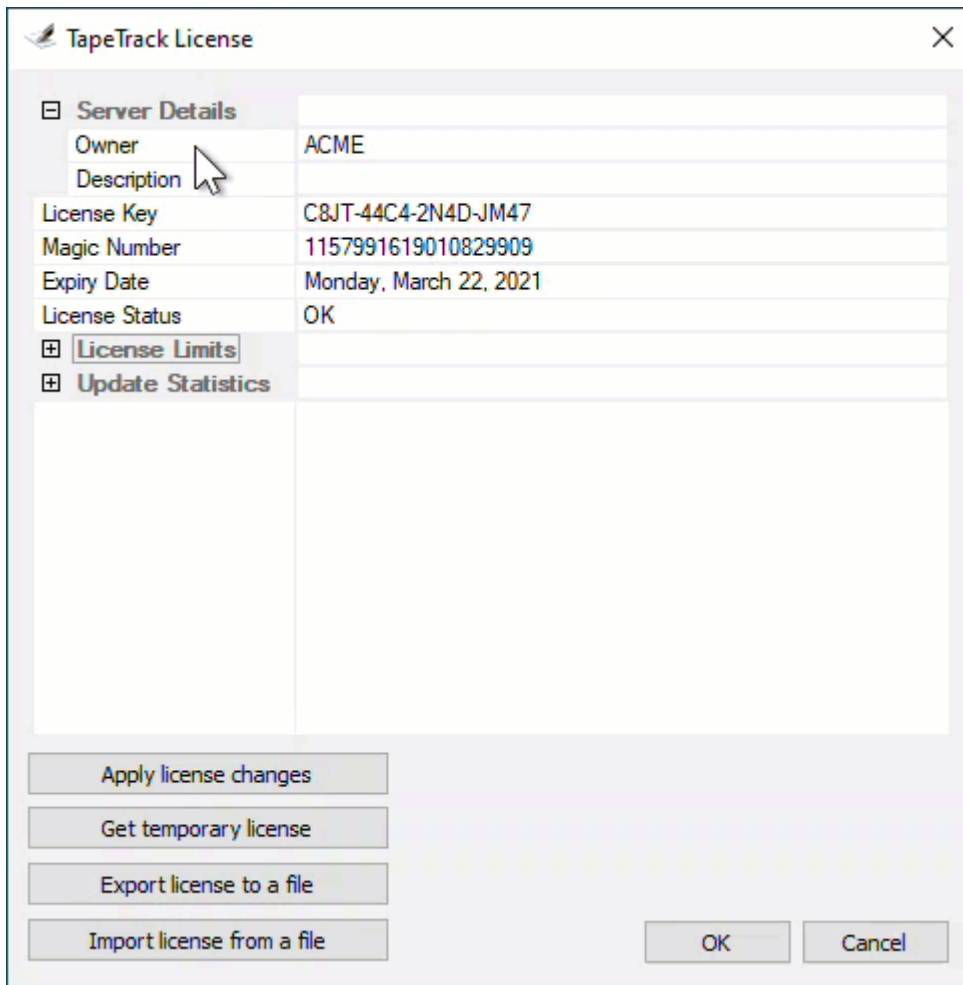 TapeTrack License
Server Details
Owner ACME
Description
License Key C8JT-44C4-2N4D-JM47
Magic Number 1157991619010829909
Expiry Date Monday, March 22, 2021
License Status OK
License Limits
Update Statistics
Apply license changes
Get temporary license
Export license to a file
Import license from a file OK Cancel